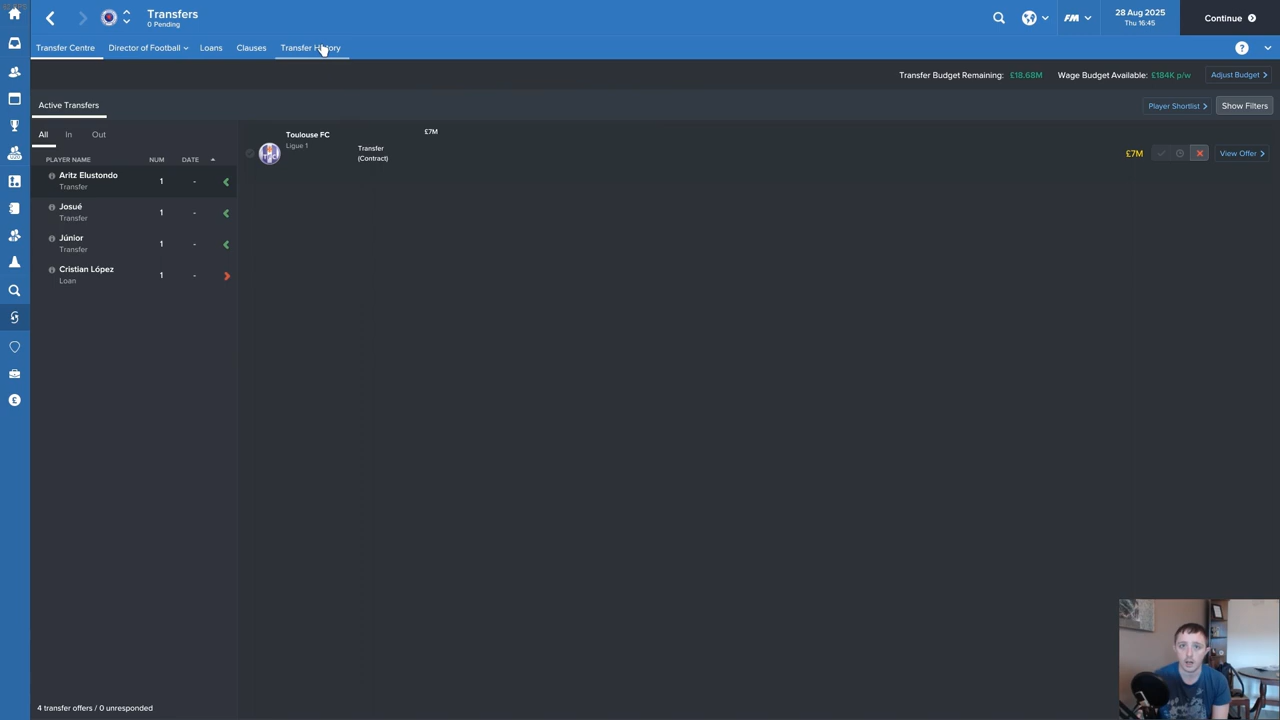 Transfers
0 Pending
FM
28 Aug 2025
Thu 16:45
Continue
Transfer Centre
Director of Football
Loans
Clauses
Transfer History
?
Transfer Budget Remaining: £18.68M
Wage Budget Available: £184K p/w
Adjust Budget
Active Transfers
Player Shortlist
Show Filters
All
In
Out
PLAYER NAME
NUM
DATE
Aritz Elustondo
Transfer
1
-
Josué
Transfer
1
-
Júnior
Transfer
1
-
Cristian López
Loan
1
-
Toulouse FC
Ligue 1
Transfer
(Contract)
£7M
£7M
View Offer
4 transfer offers / 0 unresponded